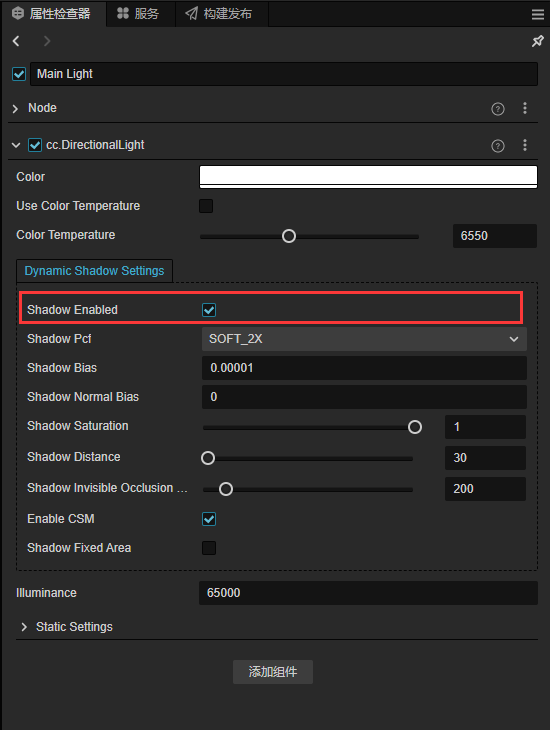 属性检查器 服务 构建发布
Main Light
Node
cc.DirectionalLight
Color
Use Color Temperature
Color Temperature 6550
Dynamic Shadow Settings
Shadow Enabled
Shadow Pcf SOFT_2X
Shadow Bias 0.00001
Shadow Normal Bias 0
Shadow Saturation 1
Shadow Distance 30
Shadow Invisible Occlusion ... 200
Enable CSM
Shadow Fixed Area
Illuminance 65000
Static Settings
添加组件